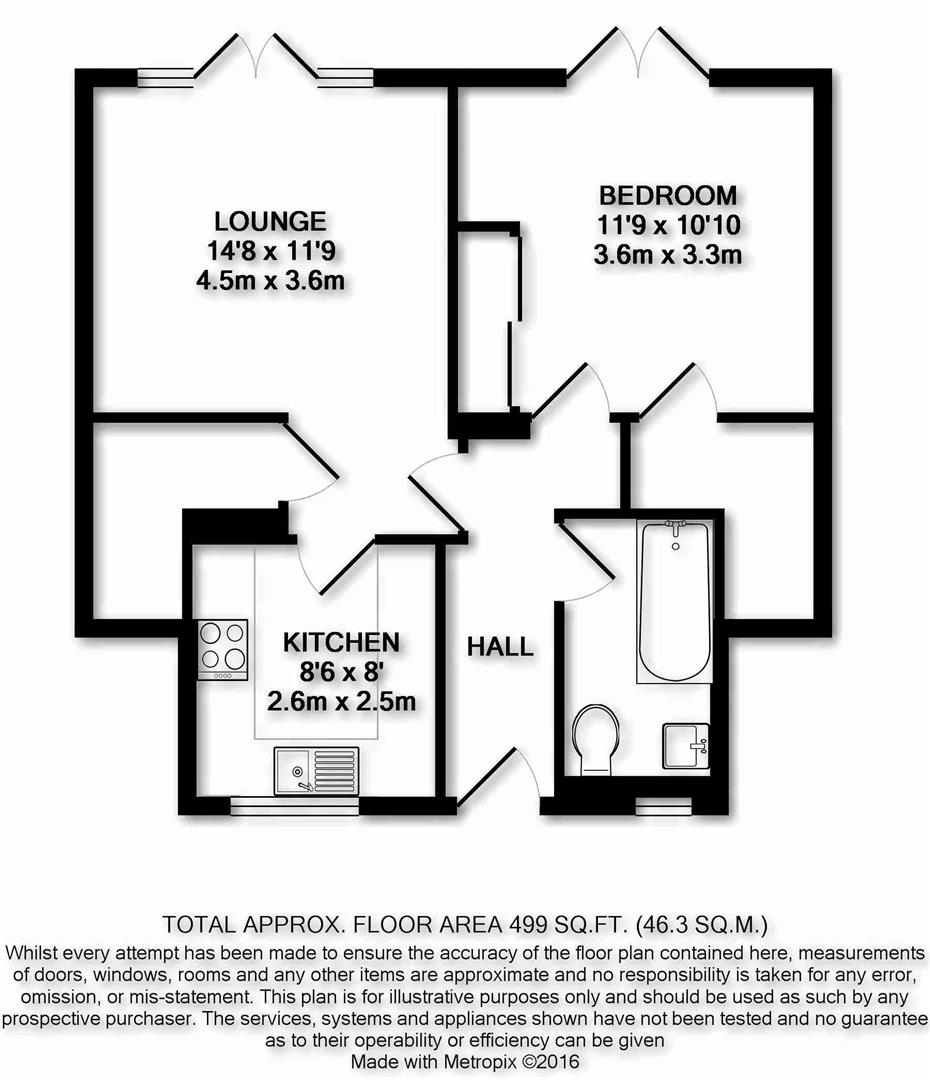 LOUNGE
14'8 x 11'9
4.5m x 3.6m
BEDROOM
11'9 x 10'10
3.6m x 3.3m
KITCHEN
8'6 x 8'
2.6m x 2.5m
HALL
TOTAL APPROX. FLOOR AREA 499 SQ.FT. (46.3 SQ.M.)
Whilst every attempt has been made to ensure the accuracy of the floor plan contained here, measurements
of doors, windows, rooms and any other items are approximate and no responsibility is taken for any error,
omission, or mis-statement. This plan is for illustrative purposes only and should be used as such by any
prospective purchaser. The services, systems and appliances shown have not been tested and no guarantee
as to their operability or efficiency can be given
Made with Metropix ©2016